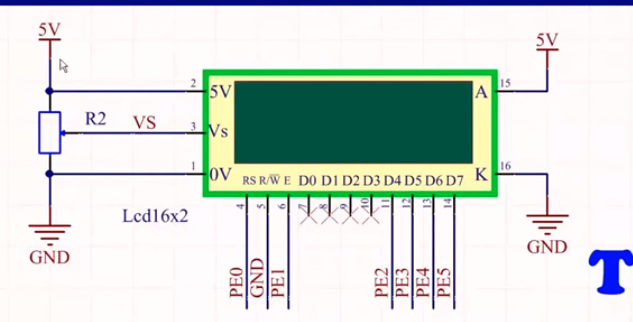 5V
5V
2
5V
A
15
R2
VS
3
Vs
1
0V
RS R/W̅ E D0 D1 D2 D3 D4 D5 D6 D7
K
16
4
5
6
7
8
9
10
11
12
13
14
Lcd16x2
GND
GND
PE0
GND
PE1
PE2
PE3
PE4
PE5
T